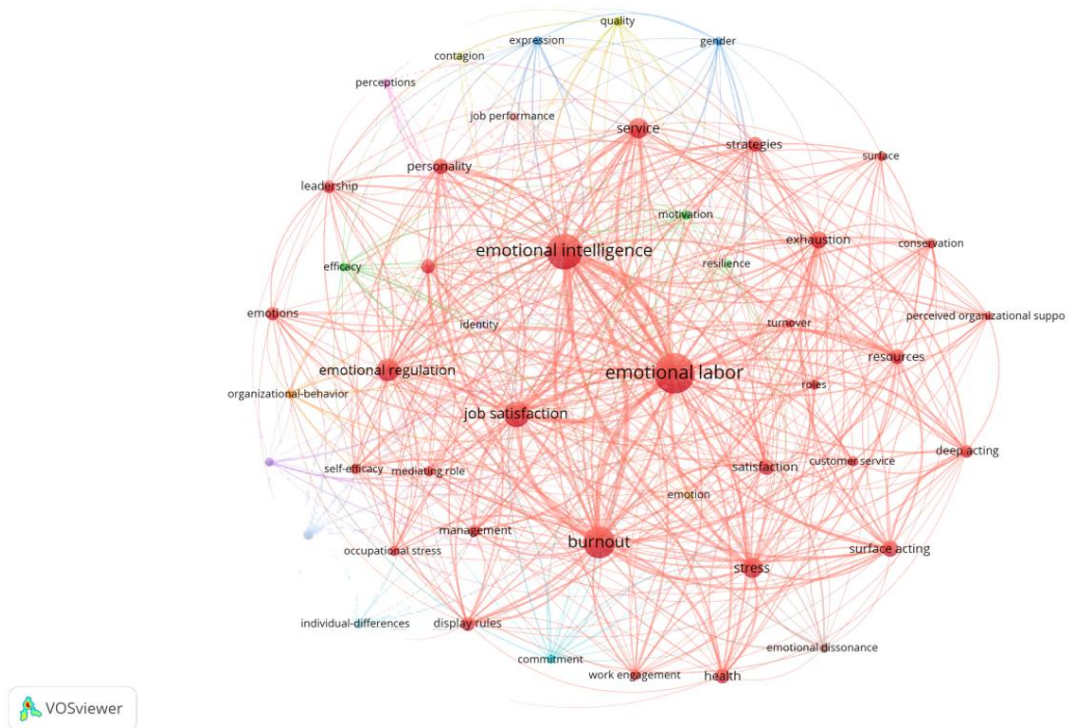 quality
expression
gender
contagion
perceptions
job performance
service
strategies
surface
personality
leadership
motivation
exhaustion
conservation
emotional intelligence
resilience
efficacy
emotions
identity
turnover
perceived organizational suppo
resources
emotional regulation
emotional labor
roles
organizational-behavior
job satisfaction
deep acting
self-efficacy
mediating role
satisfaction
customer service
emotion
management
burnout
occupational stress
surface acting
stress
individual-differences
display rules
emotional dissonance
commitment
work engagement
health
VOSviewer